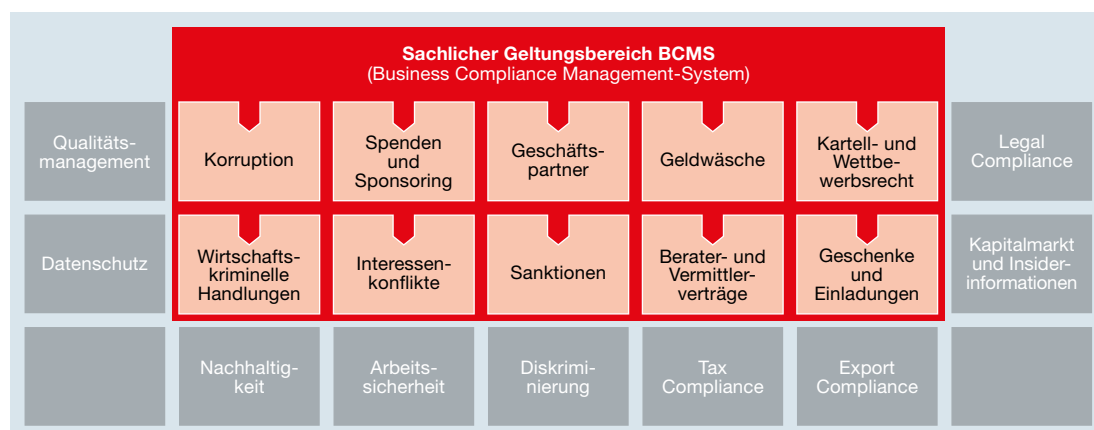 Sachlicher Geltungsbereich BCMS
(Business Compliance Management-System)
Qualitäts-
management
Korruption
Spenden
und
Sponsoring
Geschäfts-
partner
Geldwäsche
Kartell- und
Wettbe-
werbsrecht
Legal
Compliance
Datenschutz
Wirtschafts-
kriminelle
Handlungen
Interessen-
konflikte
Sanktionen
Berater- und
Vermittler-
verträge
Geschenke
und
Einladungen
Kapitalmarkt
und Insider-
informationen
Nachhaltig-
keit
Arbeits-
sicherheit
Diskrimi-
nierung
Tax
Compliance
Export
Compliance